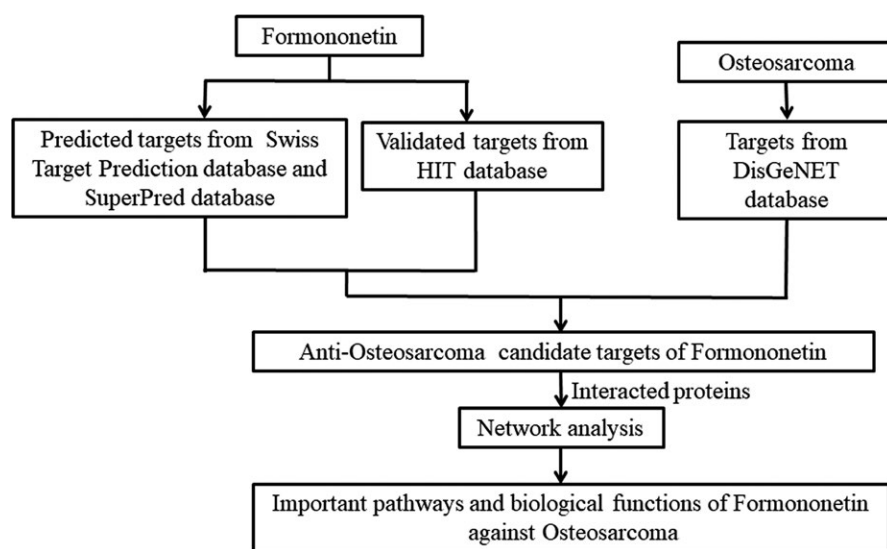 Formononetin
Osteosarcoma
Predicted targets from Swiss
Target Prediction database and
SuperPred database
Validated targets from
HIT database
Targets from
DisGeNET
database
Anti-Osteosarcoma candidate targets of Formononetin
Interacted proteins
Network analysis
Important pathways and biological functions of Formononetin
against Osteosarcoma